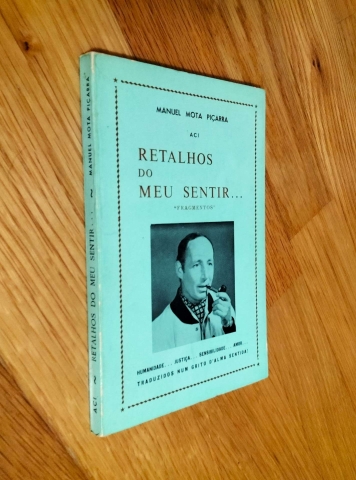 MANUEL MOTA PIÇARRA
ACI
RETALHOS
DO
MEU SENTIR...
"FRAGMENTOS"
HUMANIDADE... JUSTIÇA... SENSIBILIDADE... AMOR...
TRADUZIDOS NUM GRITO D'ALMA SENTIDA!
ACI ~ RETALHOS DO MEU SENTIR... ~ MANUEL MOTA PIÇARRA